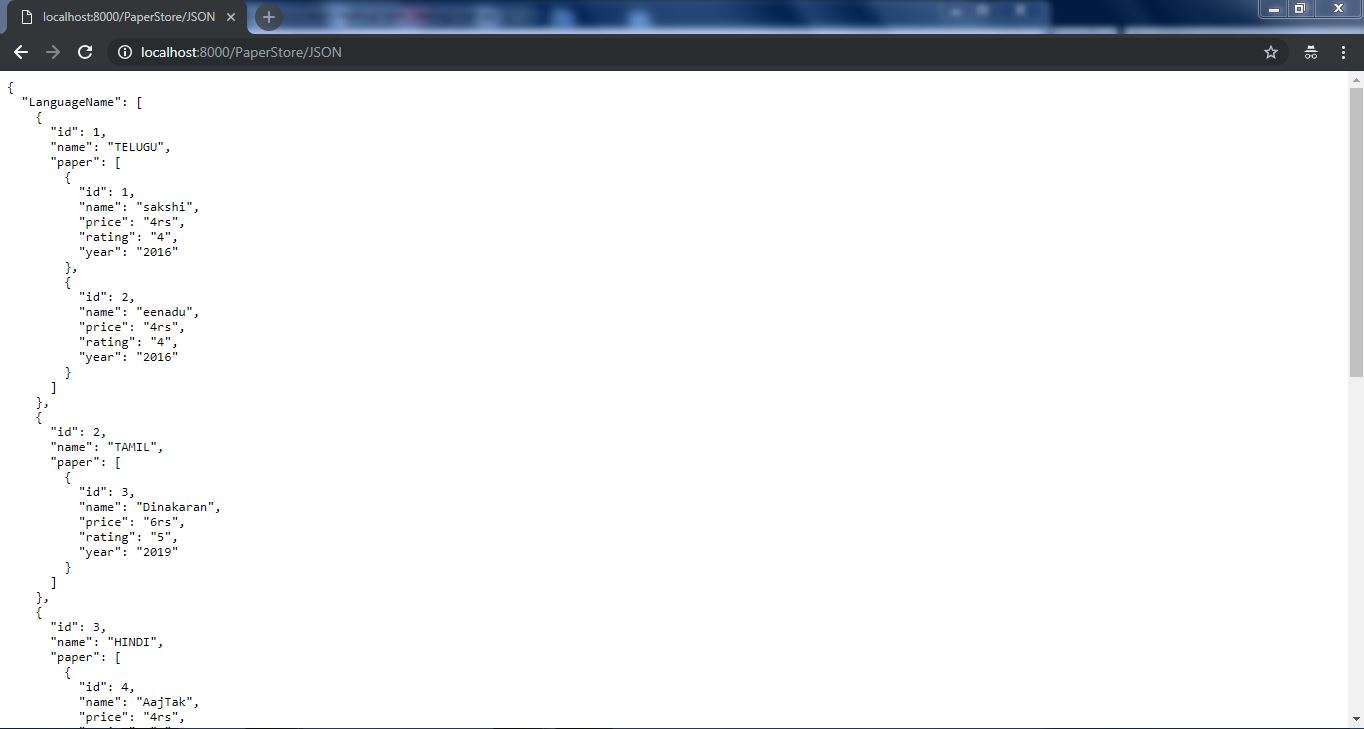 localhost:8000/PaperStore/JSON
localhost:8000/PaperStore/JSON
{
  "LanguageName": [
    {
      "id": 1,
      "name": "TELUGU",
      "paper": [
        {
          "id": 1,
          "name": "sakshi",
          "price": "4rs",
          "rating": "4",
          "year": "2016"
        },
        {
          "id": 2,
          "name": "eenadu",
          "price": "4rs",
          "rating": "4",
          "year": "2016"
        }
      ]
    },
    {
      "id": 2,
      "name": "TAMIL",
      "paper": [
        {
          "id": 3,
          "name": "Dinakaran",
          "price": "6rs",
          "rating": "5",
          "year": "2019"
        }
      ]
    },
    {
      "id": 3,
      "name": "HINDI",
      "paper": [
        {
          "id": 4,
          "name": "AajTak",
          "price": "4rs",